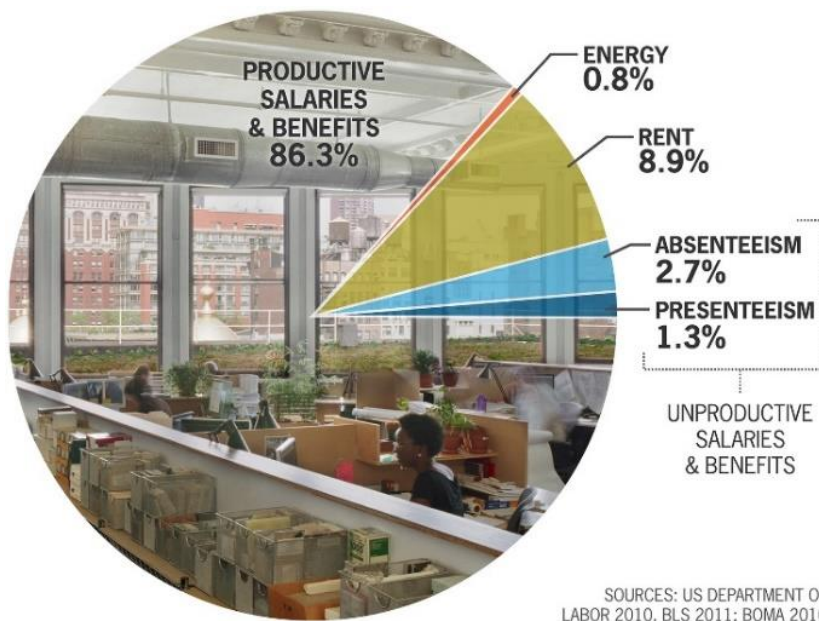 PRODUCTIVE
SALARIES
& BENEFITS
86.3%
ENERGY
0.8%
RENT
8.9%
ABSENTEEISM
2.7%
PRESENTEEISM
1.3%
UNPRODUCTIVE
SALARIES
& BENEFITS
SOURCES: US DEPARTMENT O
LABOR 2010, BLS 2011; BOMA 2010